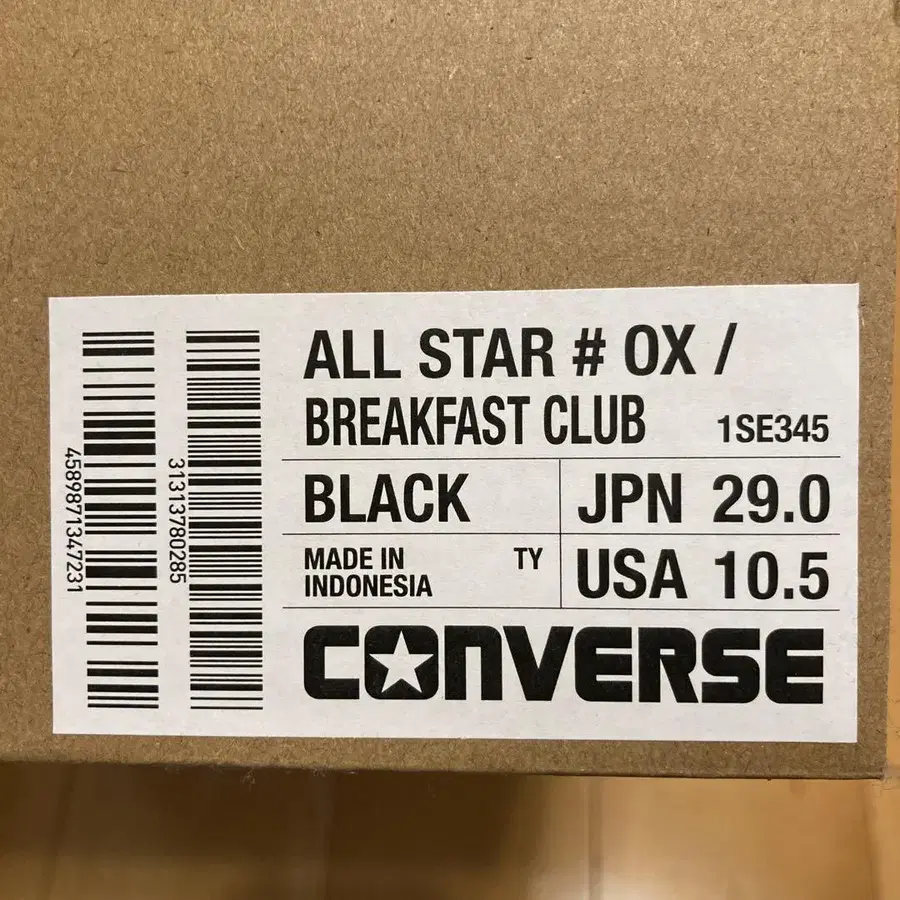 ALL STAR # OX /
BREAKFAST CLUB 1SE345
BLACK JPN 29.0
MADE IN TY USA 10.5
INDONESIA
CONVERSE
4589871347231
31313780285